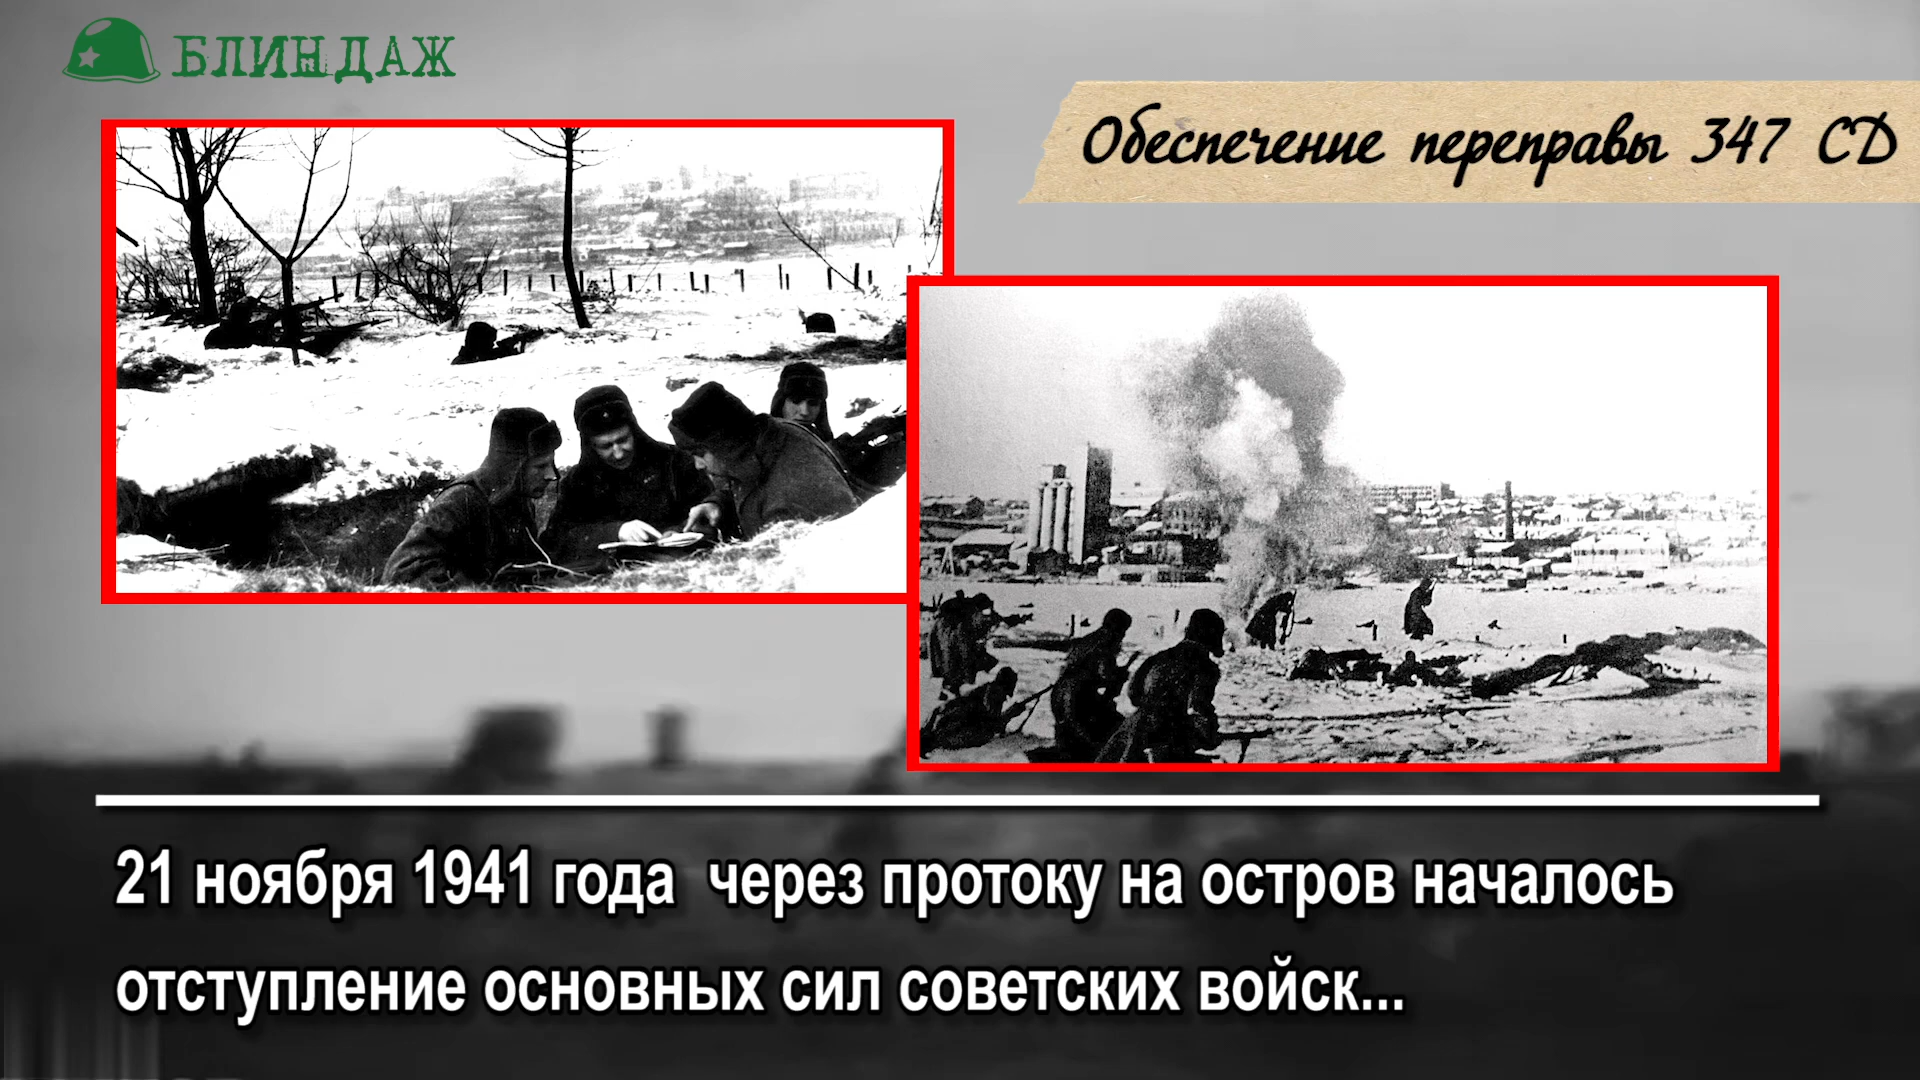 БЛИНДАЖ
Обеспечение переправы 347 СД
21 ноября 1941 года через протоку на остров началось
отступление основных сил советских войск...